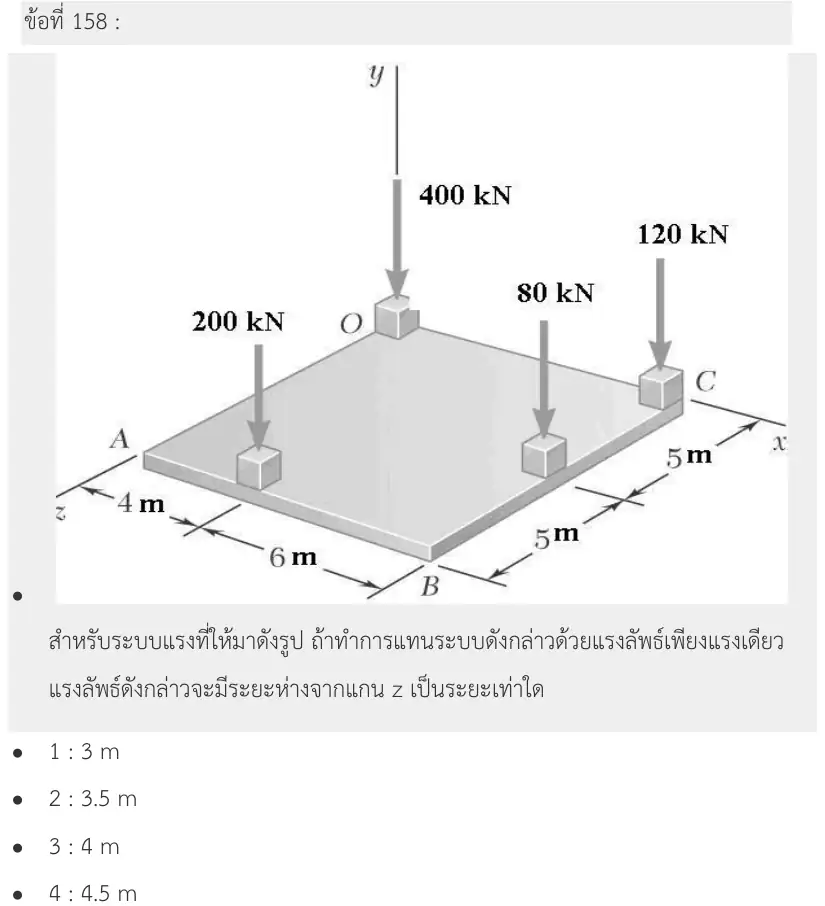 ข้อที่ 158 :
y
400 kN
120 kN
80 kN
200 kN
O
C
A
x
5 m
z
4 m
5 m
6 m
B
สำหรับระบบแรงที่ให้มาดังรูป ถ้าทำการแทนระบบดังกล่าวด้วยแรงลัพธ์เพียงแรงเดียว
แรงลัพธ์ดังกล่าวจะมีระยะห่างจากแกน z เป็นระยะเท่าใด
1 : 3 m
2 : 3.5 m
3 : 4 m
4 : 4.5 m